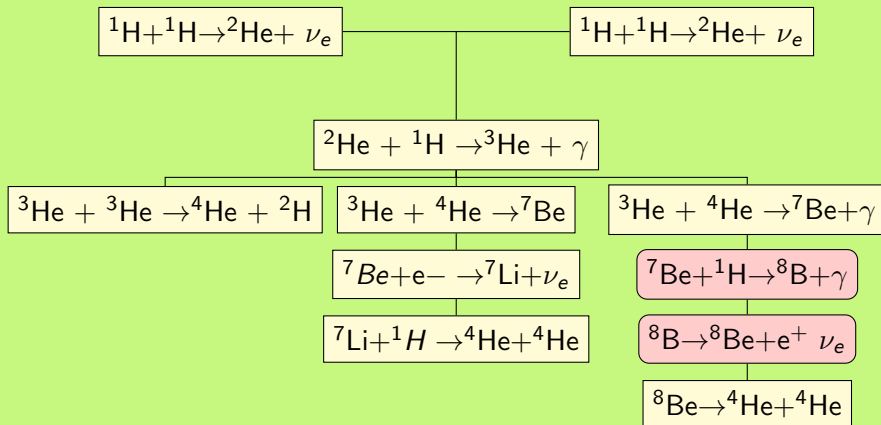 ¹H+¹H→²He+ νₑ
¹H+¹H→²He+ νₑ
²He + ¹H →³He + γ
³He + ³He →⁴He + ²H
³He + ⁴He →⁷Be
³He + ⁴He →⁷Be+γ
⁷Be+e− →⁷Li+νₑ
⁷Be+¹H→⁸B+γ
⁷Li+¹H →⁴He+⁴He
⁸B→⁸Be+e⁺ νₑ
⁸Be→⁴He+⁴He